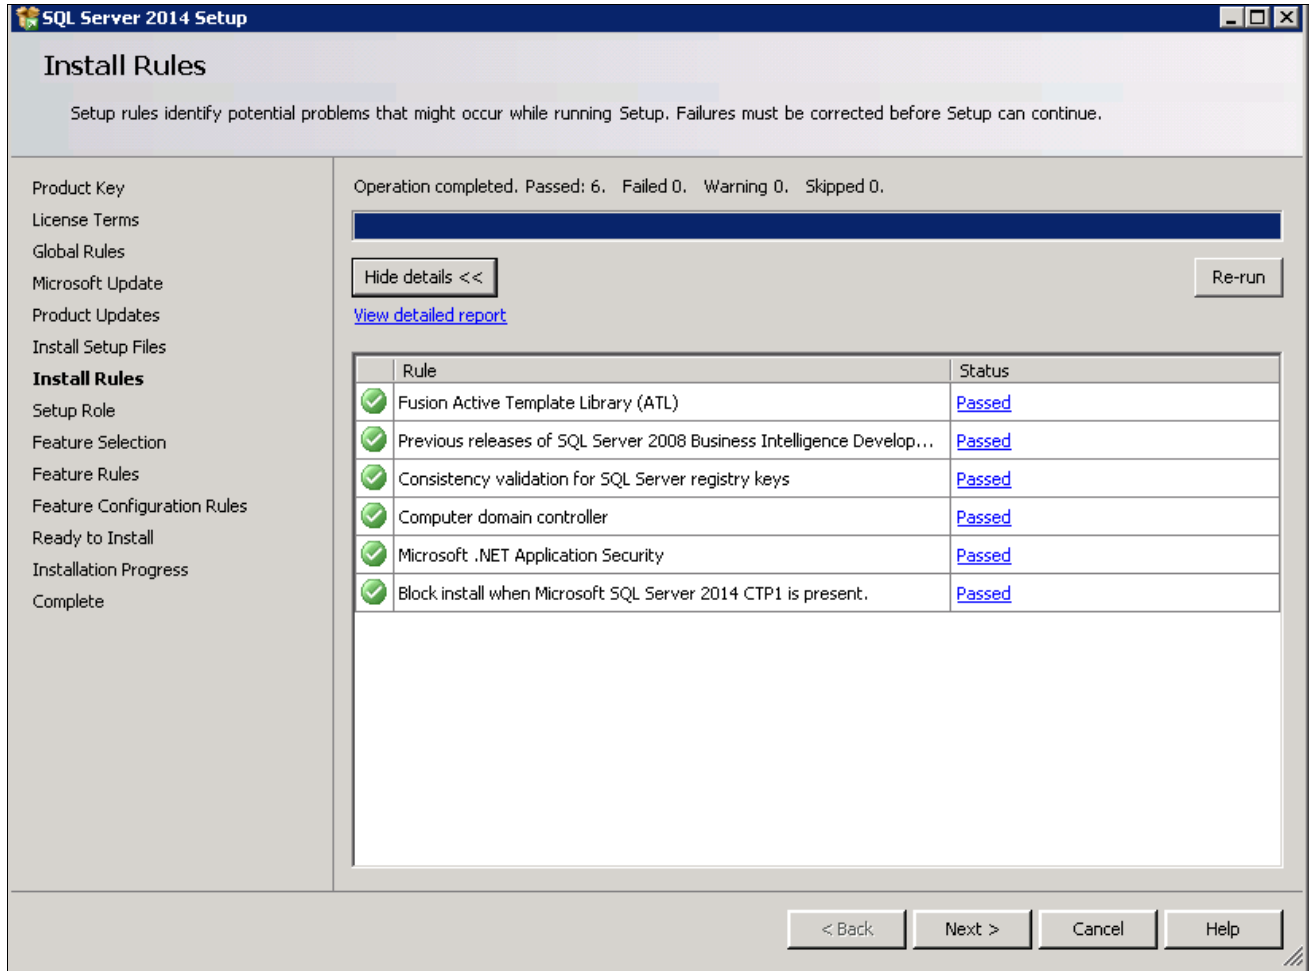 SQL Server 2014 Setup
Install Rules
Setup rules identify potential problems that might occur while running Setup. Failures must be corrected before Setup can continue.
Product Key
License Terms
Global Rules
Microsoft Update
Product Updates
Install Setup Files
Install Rules
Setup Role
Feature Selection
Feature Rules
Feature Configuration Rules
Ready to Install
Installation Progress
Complete
Operation completed. Passed: 6. Failed 0. Warning 0. Skipped 0.
Hide details << Re-run
View detailed report
Rule Status
Fusion Active Template Library (ATL) Passed
Previous releases of SQL Server 2008 Business Intelligence Develop... Passed
Consistency validation for SQL Server registry keys Passed
Computer domain controller Passed
Microsoft .NET Application Security Passed
Block install when Microsoft SQL Server 2014 CTP1 is present. Passed
< Back Next > Cancel Help